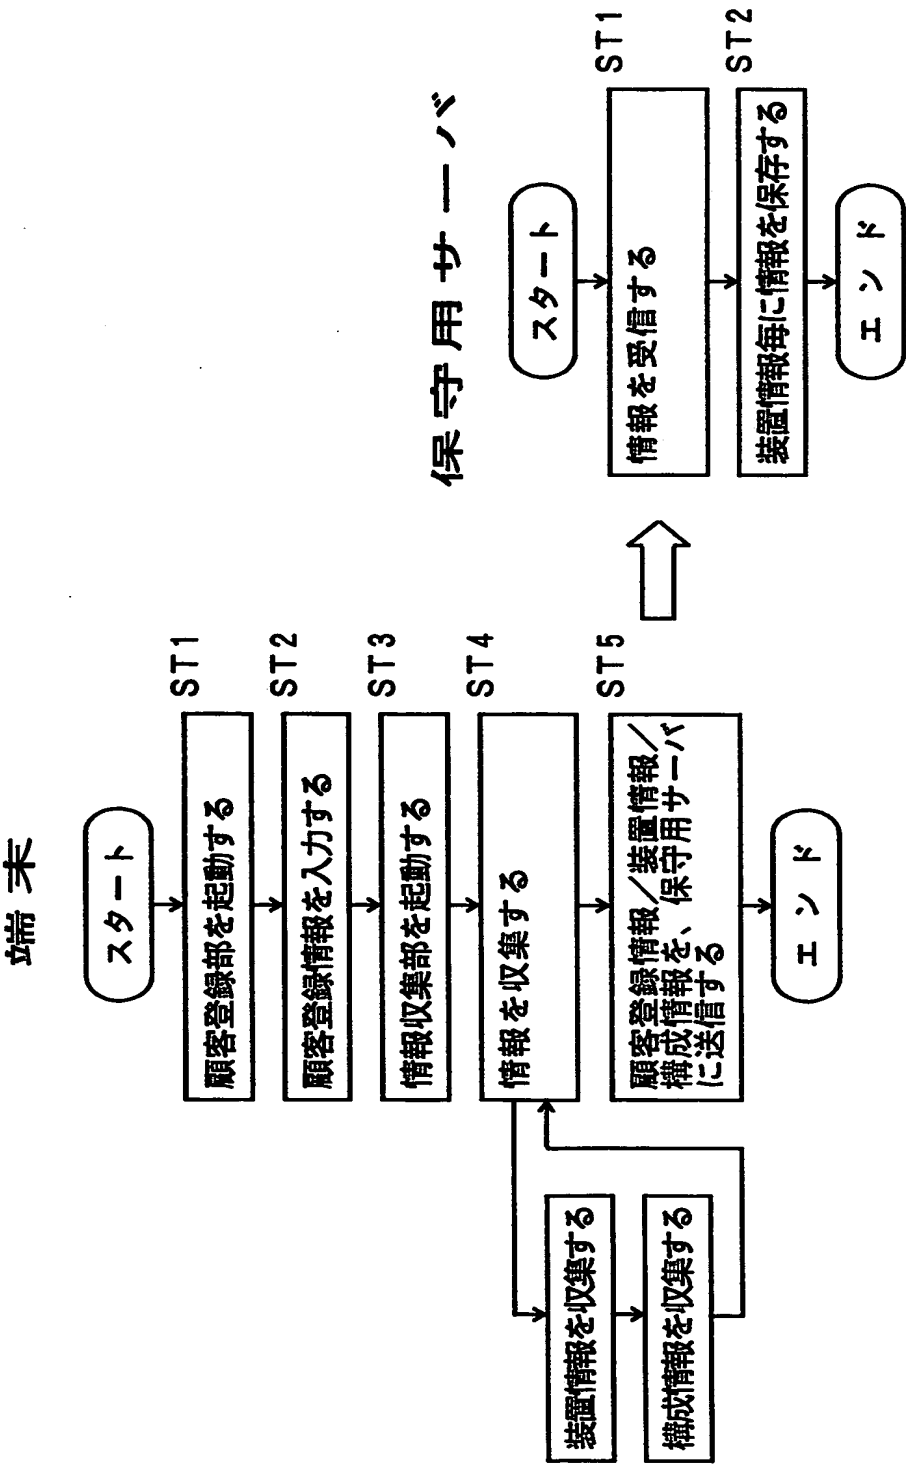 端末
スタート
顧客登録部を起動する
ST1
顧客登録情報を入力する
ST2
情報収集部を起動する
ST3
情報を収集する
ST4
装置情報を収集する
構成情報を収集する
顧客登録情報/装置情報/
構成情報を、保守用サーバ
に送信する
ST5
エンド
保守用サーバ
スタート
情報を受信する
ST1
装置情報毎に情報を保存する
ST2
エンド